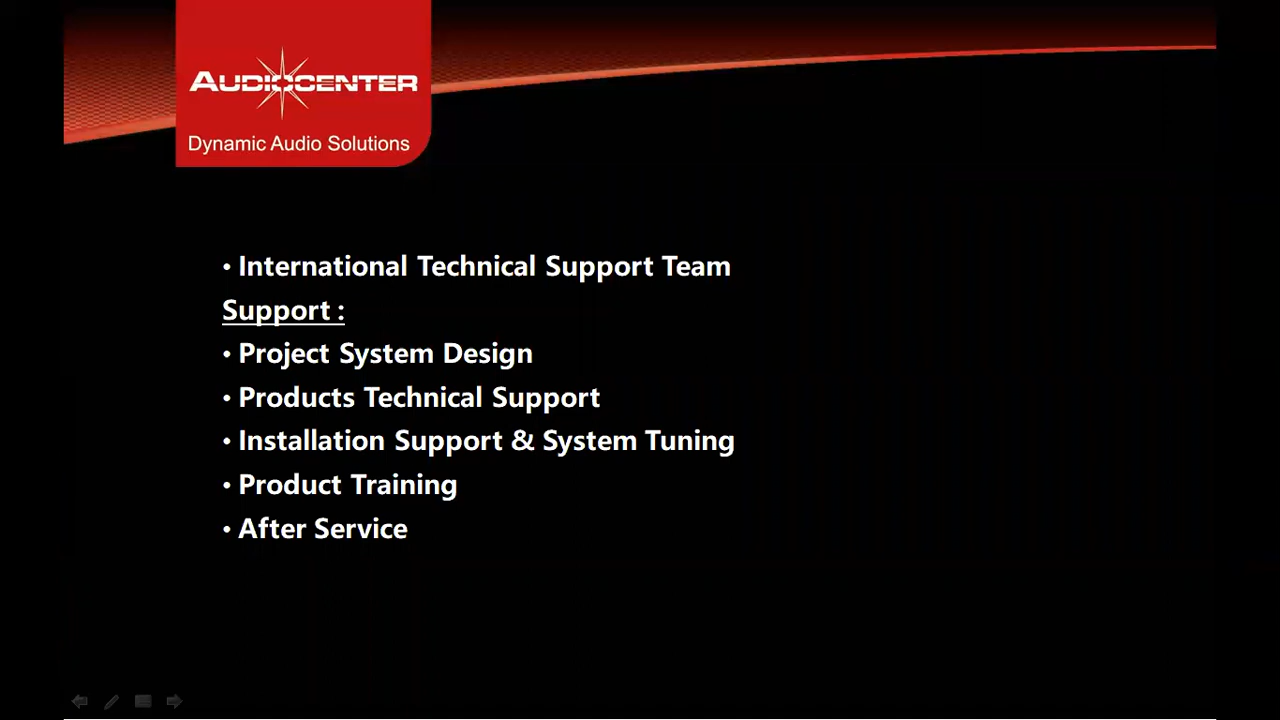 AUDIOCENTER
Dynamic Audio Solutions
• International Technical Support Team
Support :
• Project System Design
• Products Technical Support
• Installation Support & System Tuning
• Product Training
• After Service